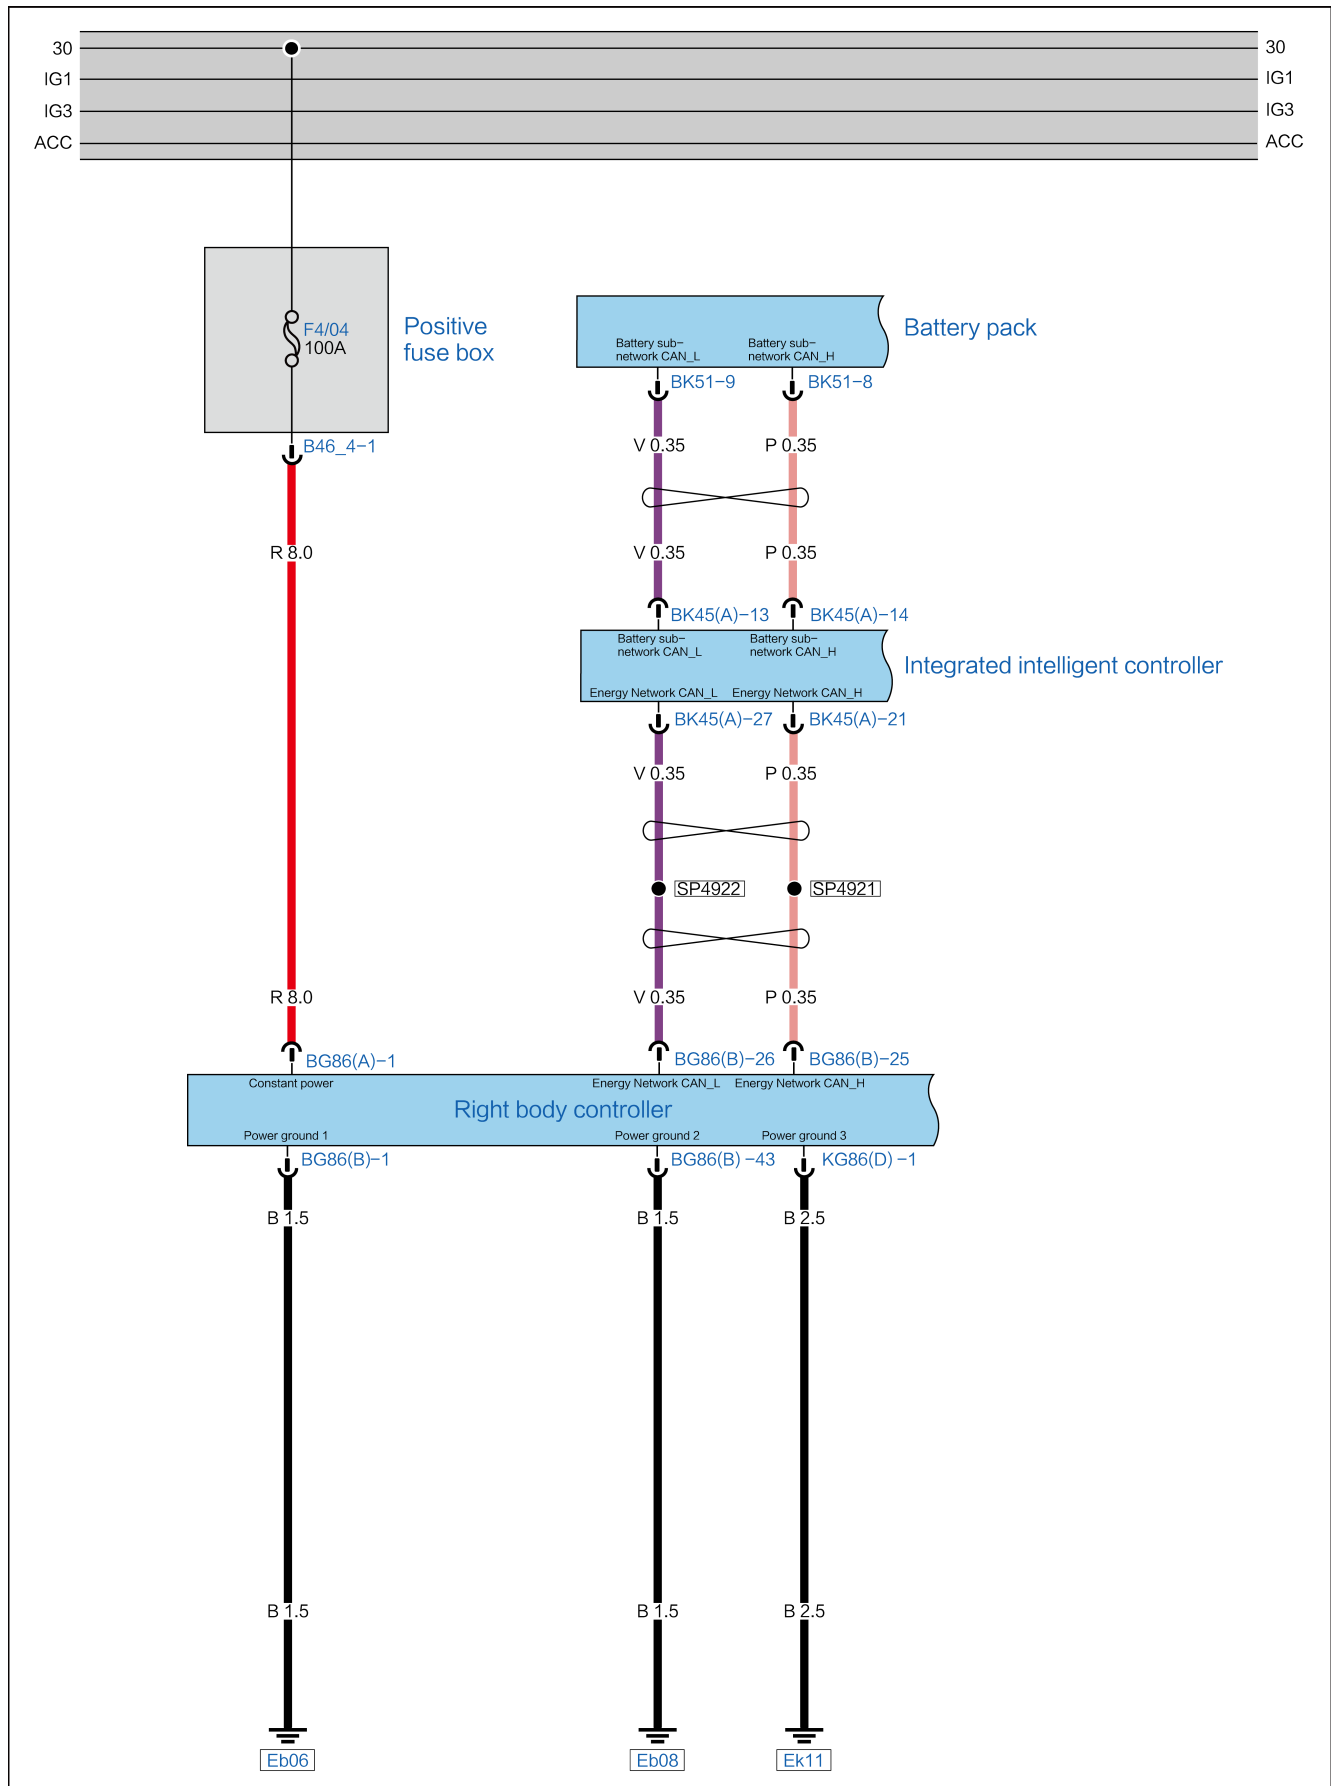 30
30
IG1
IG1
IG3
IG3
ACC
ACC
F4/04
100A
Positive
fuse box
B46_4-1
Battery pack
Battery sub-
network CAN_L
Battery sub-
network CAN_H
BK51-9
BK51-8
V 0.35
P 0.35
R 8.0
V 0.35
P 0.35
BK45(A)-13
BK45(A)-14
Battery sub-
network CAN_L
Battery sub-
network CAN_H
Integrated intelligent controller
Energy Network CAN_L
Energy Network CAN_H
BK45(A)-27
BK45(A)-21
V 0.35
P 0.35
SP4922
SP4921
R 8.0
V 0.35
P 0.35
BG86(A)-1
BG86(B)-26
BG86(B)-25
Constant power
Energy Network CAN_L
Energy Network CAN_H
Right body controller
Power ground 1
Power ground 2
Power ground 3
BG86(B)-1
BG86(B) -43
KG86(D) -1
B 1.5
B 1.5
B 2.5
B 1.5
B 1.5
B 2.5
Eb06
Eb08
Ek11